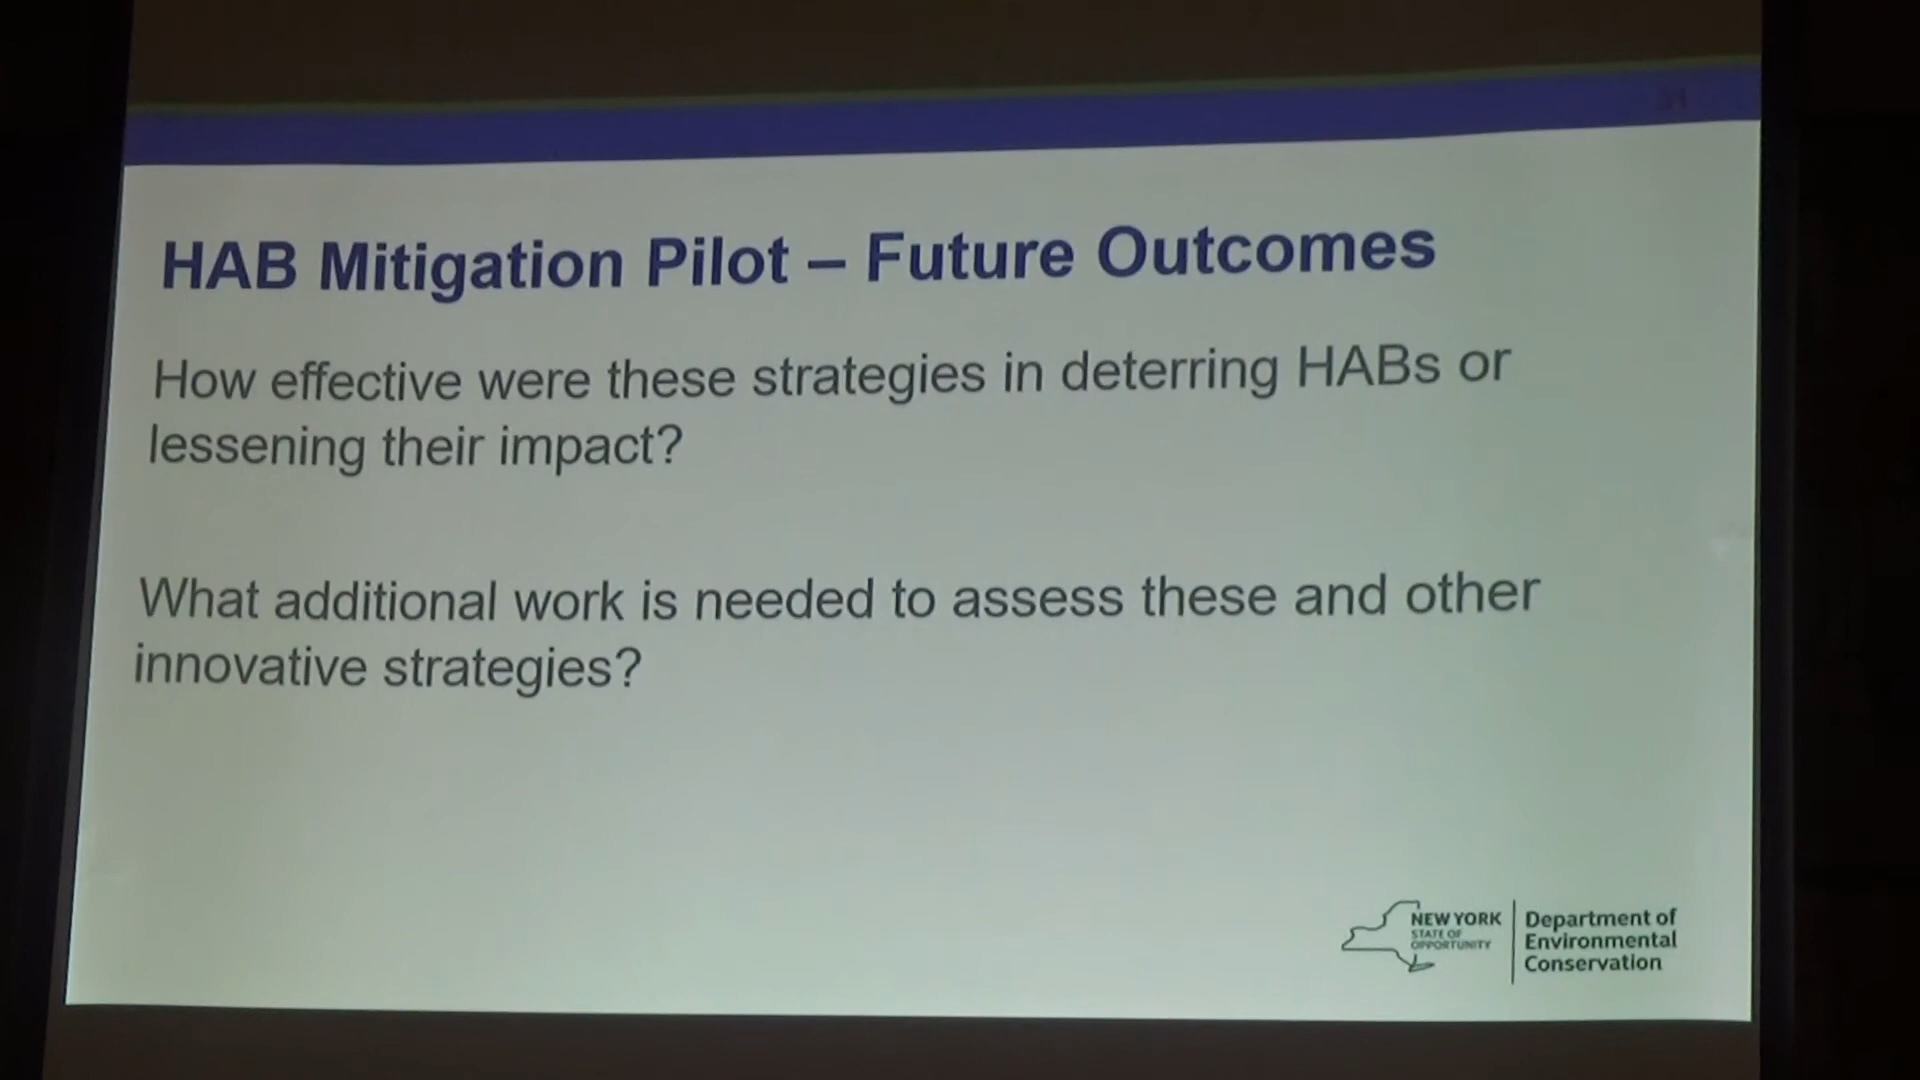 HAB Mitigation Pilot – Future Outcomes
How effective were these strategies in deterring HABs or
lessening their impact?
What additional work is needed to assess these and other
innovative strategies?
NEW YORK
STATE OF
OPPORTUNITY
Department of
Environmental
Conservation